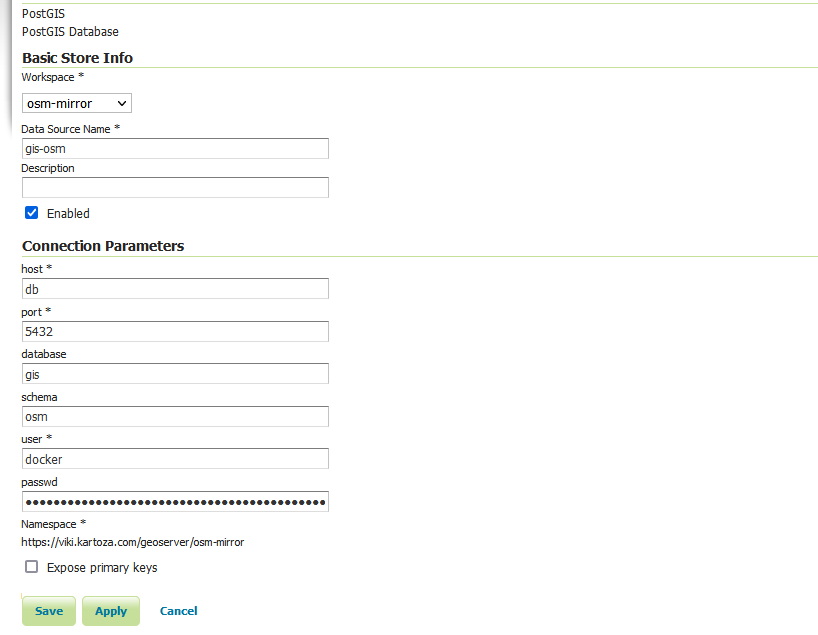 PostGIS
PostGIS Database
Basic Store Info
Workspace *
osm-mirror
Data Source Name *
gis-osm
Description
Enabled
Connection Parameters
host *
db
port *
5432
database
gis
schema
osm
user *
docker
passwd
●●●●●●●●●●●●●●●●●●●●●●●●●●●●●●●●●●●●●●●●●●●
Namespace *
https://viki.kartoza.com/geoserver/osm-mirror
Expose primary keys
Save Apply Cancel